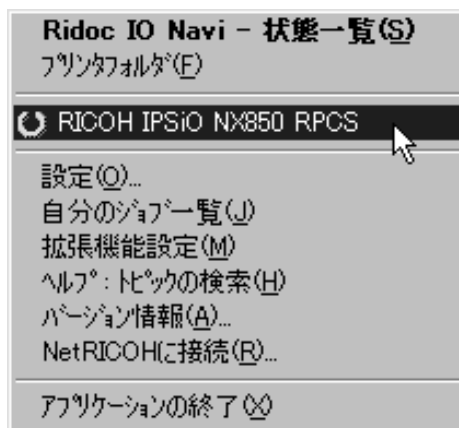 Ridoc IO Navi - 状態一覧(S)
ﾌﾟﾘﾝﾀﾌｫﾙﾀﾞ(F)
RICOH IPSiO NX850 RPCS
設定(O)...
自分のｼﾞｮﾌﾞ一覧(J)
拡張機能設定(M)
ﾍﾙﾌﾟ:ﾄﾋﾟｯｸの検索(H)
ﾊﾞｰｼﾞｮﾝ情報(A)...
NetRICOHに接続(R)...
ｱﾌﾟﾘｹｰｼｮﾝの終了(X)